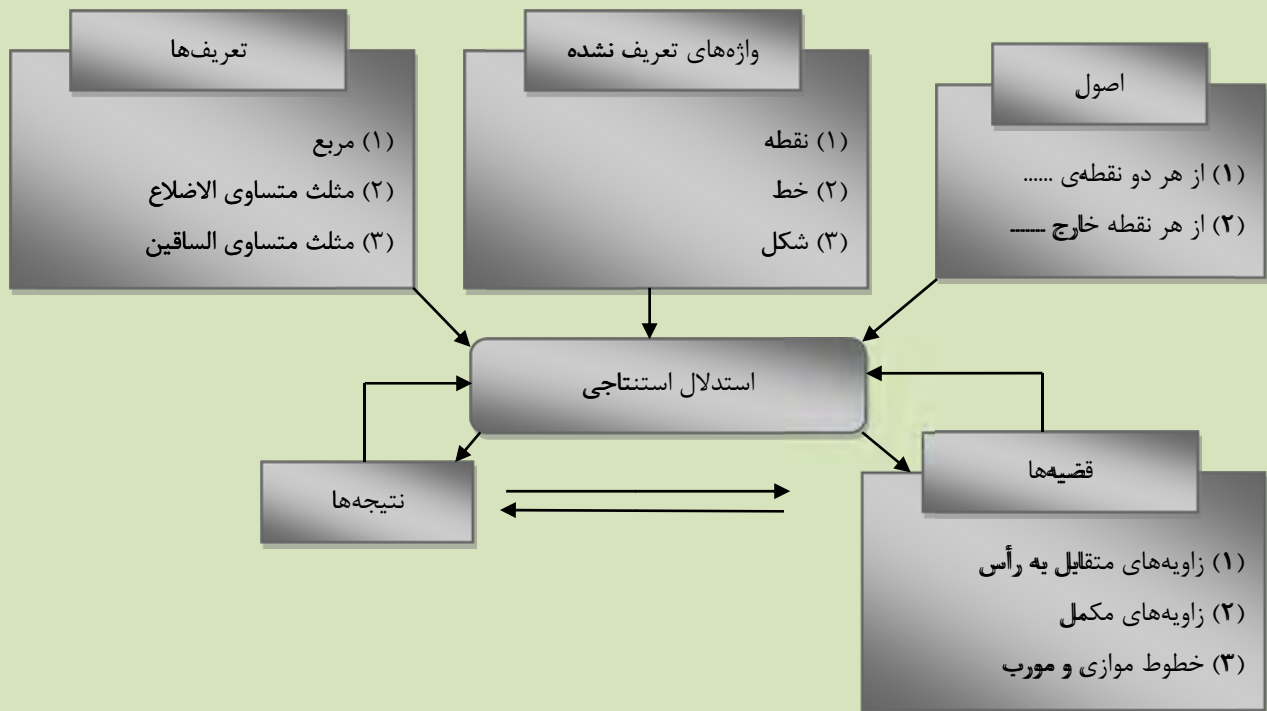 اصول
(۱) از هر دو نقطه‌ی ......
(۲) از هر نقطه خارج .......
واژه‌های تعریف نشده
(۱) نقطه
(۲) خط
(۳) شکل
تعریف‌ها
(۱) مربع
(۲) مثلث متساوی الاضلاع
(۳) مثلث متساوی الساقین
استدلال استنتاجی
قضیه‌ها
(۱) زاویه‌های متقابل به رأس
(۲) زاویه‌های مکمل
(۳) خطوط موازی و مورب
نتیجه‌ها